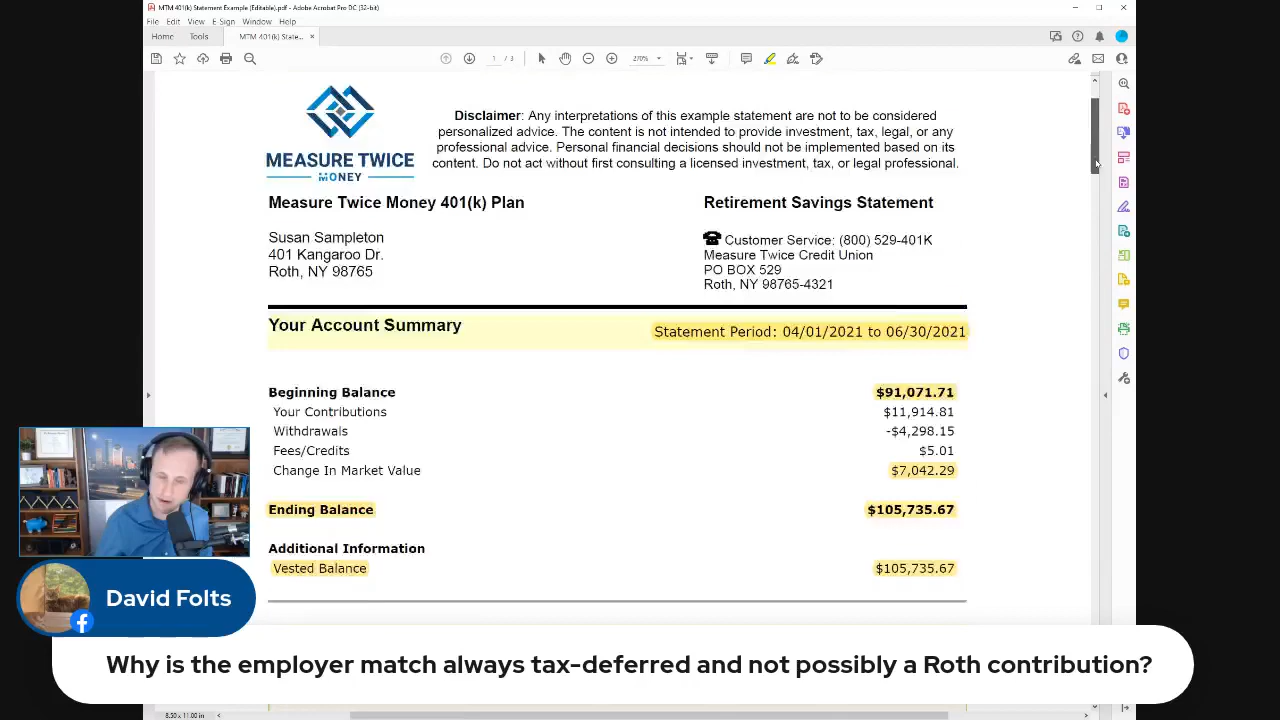 MTM 401(k) Statement Example (Editable).pdf - Adobe Acrobat Pro DC (32-bit)
File Edit View E-Sign Window Help
Home Tools MTM 401(k) State... ×
1 / 3 270%
MEASURE TWICE
MONEY
Disclaimer: Any interpretations of this example statement are not to be considered
personalized advice. The content is not intended to provide investment, tax, legal, or any
professional advice. Personal financial decisions should not be implemented based on its
content. Do not act without first consulting a licensed investment, tax, or legal professional.
Measure Twice Money 401(k) Plan
Susan Sampleton
401 Kangaroo Dr.
Roth, NY 98765
Retirement Savings Statement
Customer Service: (800) 529-401K
Measure Twice Credit Union
PO BOX 529
Roth, NY 98765-4321
Your Account Summary
Statement Period: 04/01/2021 to 06/30/2021
Beginning Balance $91,071.71
Your Contributions $11,914.81
Withdrawals -$4,298.15
Fees/Credits $5.01
Change In Market Value $7,042.29
Ending Balance $105,735.67
Additional Information
Vested Balance $105,735.67
David Folts
Why is the employer match always tax-deferred and not possibly a Roth contribution?
8.50 x 11.00 in